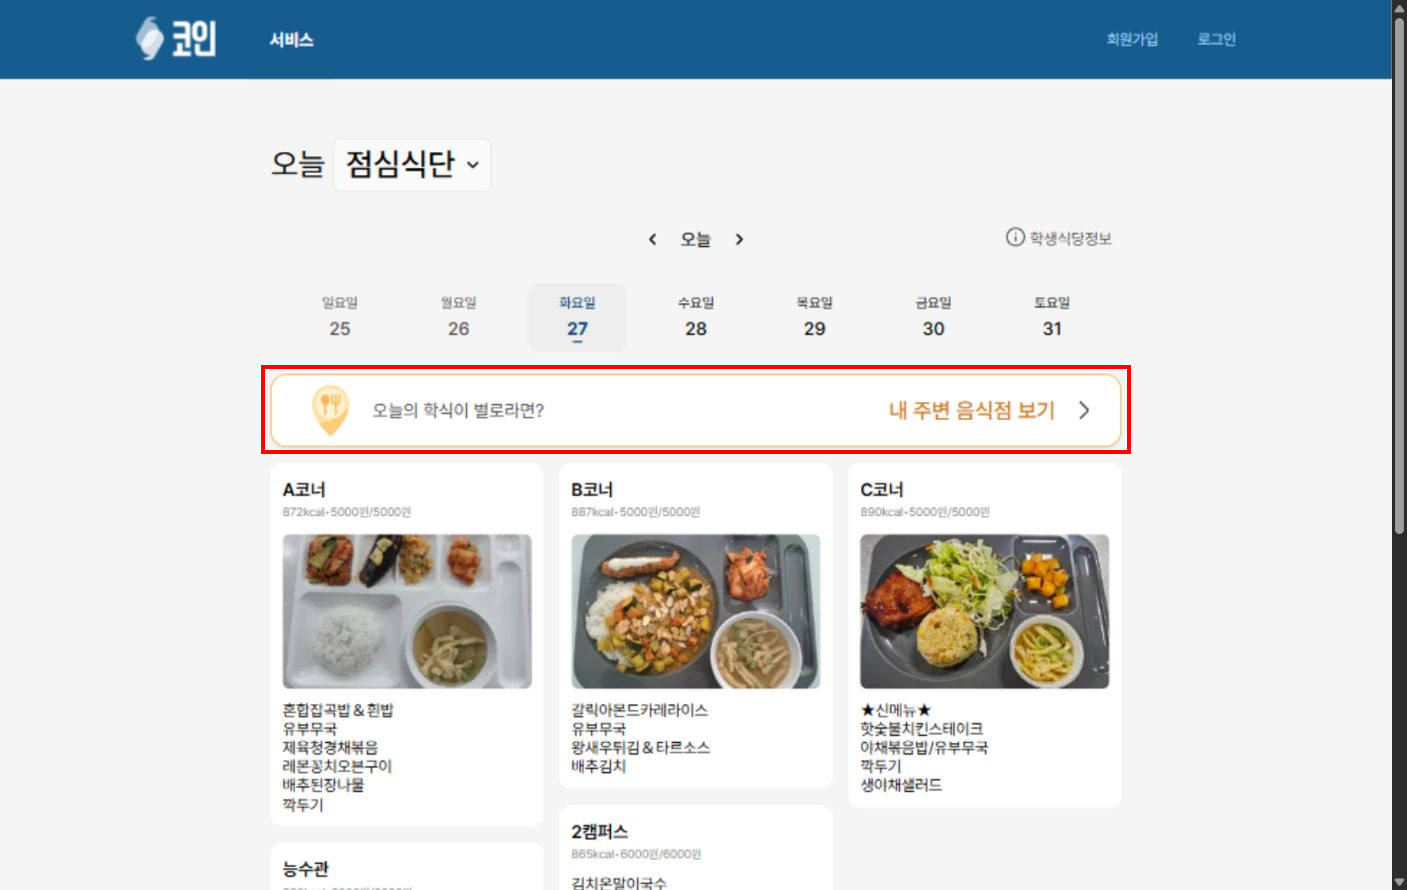 코인
서비스
회원가입
로그인
오늘 점심식단
오늘
학생식당정보
일요일 월요일 화요일 수요일 목요일 금요일 토요일
25 26 27 28 29 30 31
오늘의 학식이 별로라면?
내 주변 음식점 보기
A코너
872kcal•5000원/5000원
혼합잡곡밥&흰밥
유부무국
제육청경채볶음
레몬꽁치오븐구이
배추된장나물
깍두기
B코너
887kcal•5000원/5000원
갈릭아몬드카레라이스
유부무국
왕새우튀김&타르소스
배추김치
C코너
890kcal•5000원/5000원
★신메뉴★
핫숯불치킨스테이크
야채볶음밥/유부무국
깍두기
생야채샐러드
능수관
2캠퍼스
865kcal•6000원/6000원
김치온말이국수